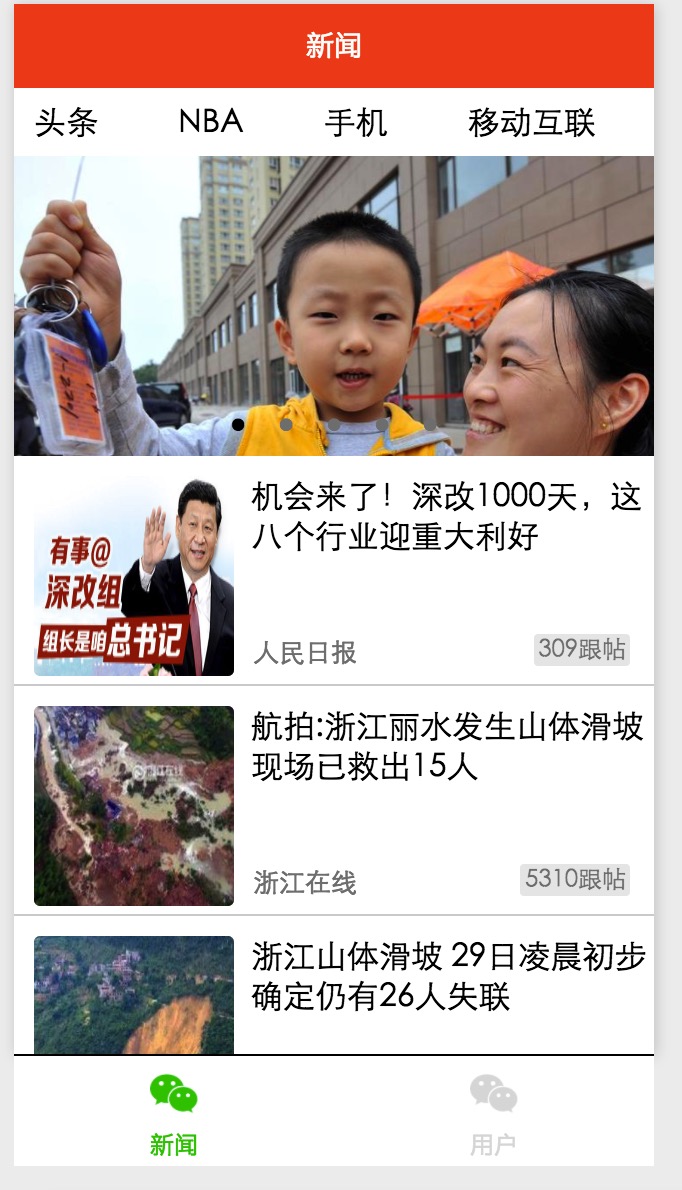 新闻
头条 NBA 手机 移动互联
机会来了！深改1000天，这
八个行业迎重大利好
有事@
深改组
组长是咱总书记
人民日报 309跟帖
航拍:浙江丽水发生山体滑坡
现场已救出15人
浙江在线
浙江在线 5310跟帖
浙江山体滑坡 29日凌晨初步
确定仍有26人失联
新闻 用户